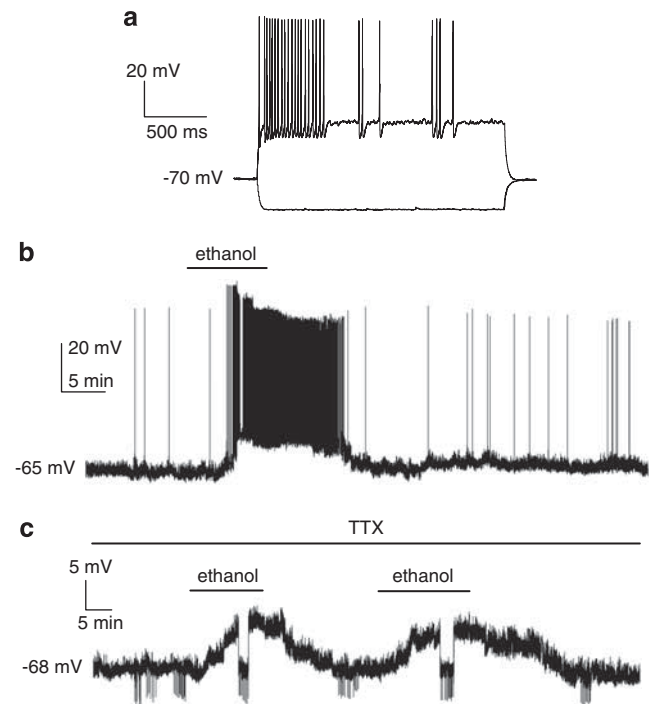 a
20 mV
500 ms
-70 mV
b
ethanol
20 mV
5 min
-65 mV
c
TTX
5 mV
ethanol
ethanol
5 min
-68 mV